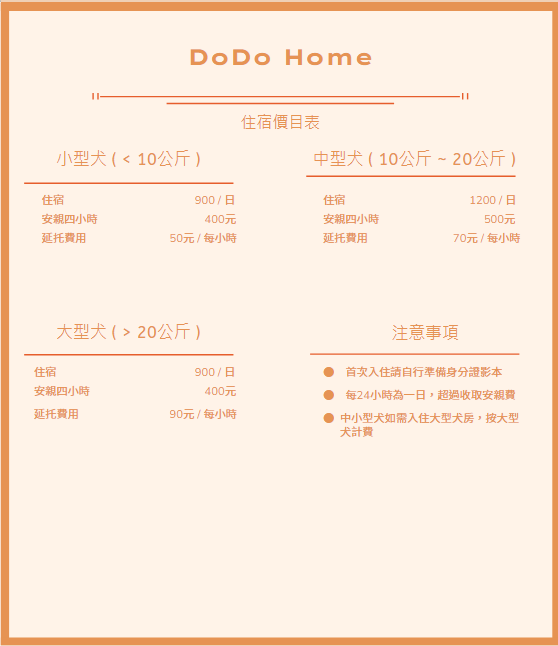 DoDo Home
住宿價目表
小型犬 ( < 10公斤 )
住宿 900 / 日
安親四小時 400元
延托費用 50元 / 每小時
中型犬 ( 10公斤 ~ 20公斤 )
住宿 1200 / 日
安親四小時 500元
延托費用 70元 / 每小時
大型犬 ( > 20公斤 )
住宿 900 / 日
安親四小時 400元
延托費用 90元 / 每小時
注意事項
● 首次入住請自行準備身分證影本
● 每24小時為一日，超過收取安親費
● 中小型犬如需入住大型犬房，按大型
犬計費